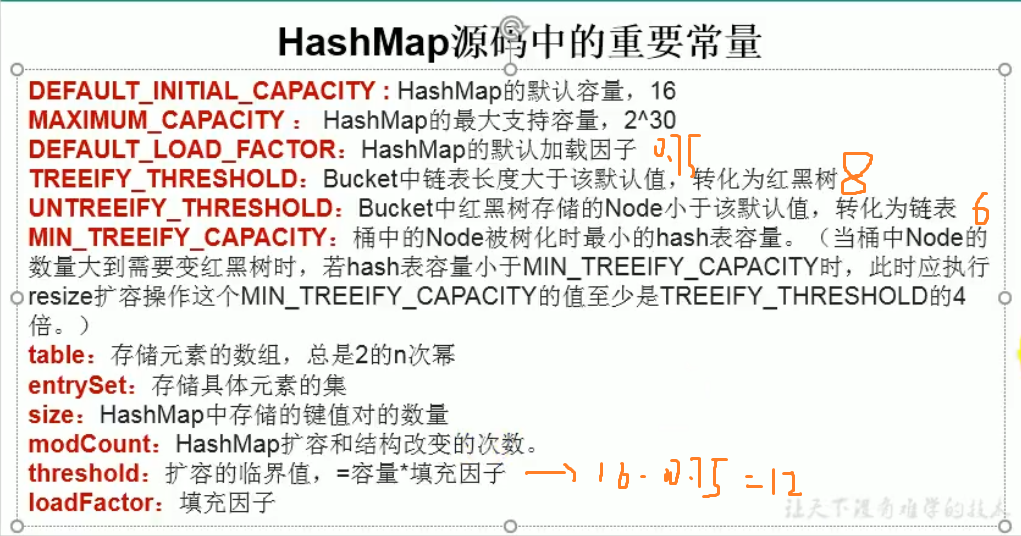 HashMap源码中的重要常量
DEFAULT_INITIAL_CAPACITY : HashMap的默认容量，16
MAXIMUM_CAPACITY ： HashMap的最大支持容量，2^30
DEFAULT_LOAD_FACTOR：HashMap的默认加载因子 0.75
TREEIFY_THRESHOLD：Bucket中链表长度大于该默认值，转化为红黑树 8
UNTREEIFY_THRESHOLD：Bucket中红黑树存储的Node小于该默认值，转化为链表 6
MIN_TREEIFY_CAPACITY：桶中的Node被树化时最小的hash表容量。（当桶中Node的
数量大到需要变红黑树时，若hash表容量小于MIN_TREEIFY_CAPACITY时，此时应执行
resize扩容操作这个MIN_TREEIFY_CAPACITY的值至少是TREEIFY_THRESHOLD的4
倍。）
table：存储元素的数组，总是2的n次幂
entrySet：存储具体元素的集
size：HashMap中存储的键值对的数量
modCount：HashMap扩容和结构改变的次数。
threshold：扩容的临界值，=容量*填充因子 → 16 · 0.75 = 12
loadFactor：填充因子
让天下没有难学的技术